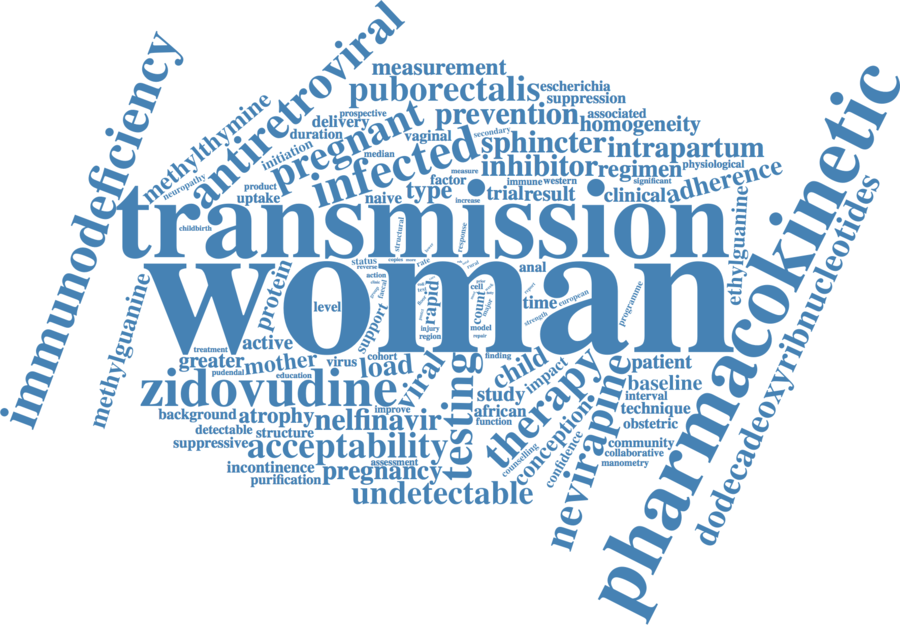 immunodeficiency
antiretroviral
measurement
puborectalis
escherichia
suppression
methylthymine
neuropathy
prospective
delivery
duration
initiation
pregnant
median
vaginal
prevention
associated
homogeneity
secondary
infected
sphincter
intrapartum
measure
inhibitor
regimen
physiological
product
uptake
naive
type
factor
increase
immune
western
trial
result
significant
clinical
adherence
pharmacokinetic
transmission
childbirth
structural
response
rate
ethylguanine
dodecadeoxyribnucleotides
woman
methylguanine
protein
level
status
reverse
action
faecal
support
rapid
injury
region
cell
count
major
model
repair
anal
time
european
strength
programme
active
treatment
greater
pudendal
mother
education
virus
cohort
load
viral
finding
child
impact
patient
zidovudine
improve
testing
study
african
function
therapy
nevirapine
baseline
interval
technique
obstetric
background
atrophy
nelfinavir
detectable
structure
suppressive
acceptability
counselling
conception
confidence
community
collaborative
manometry
incontinence
assessment
pregnancy
purification
undetectable